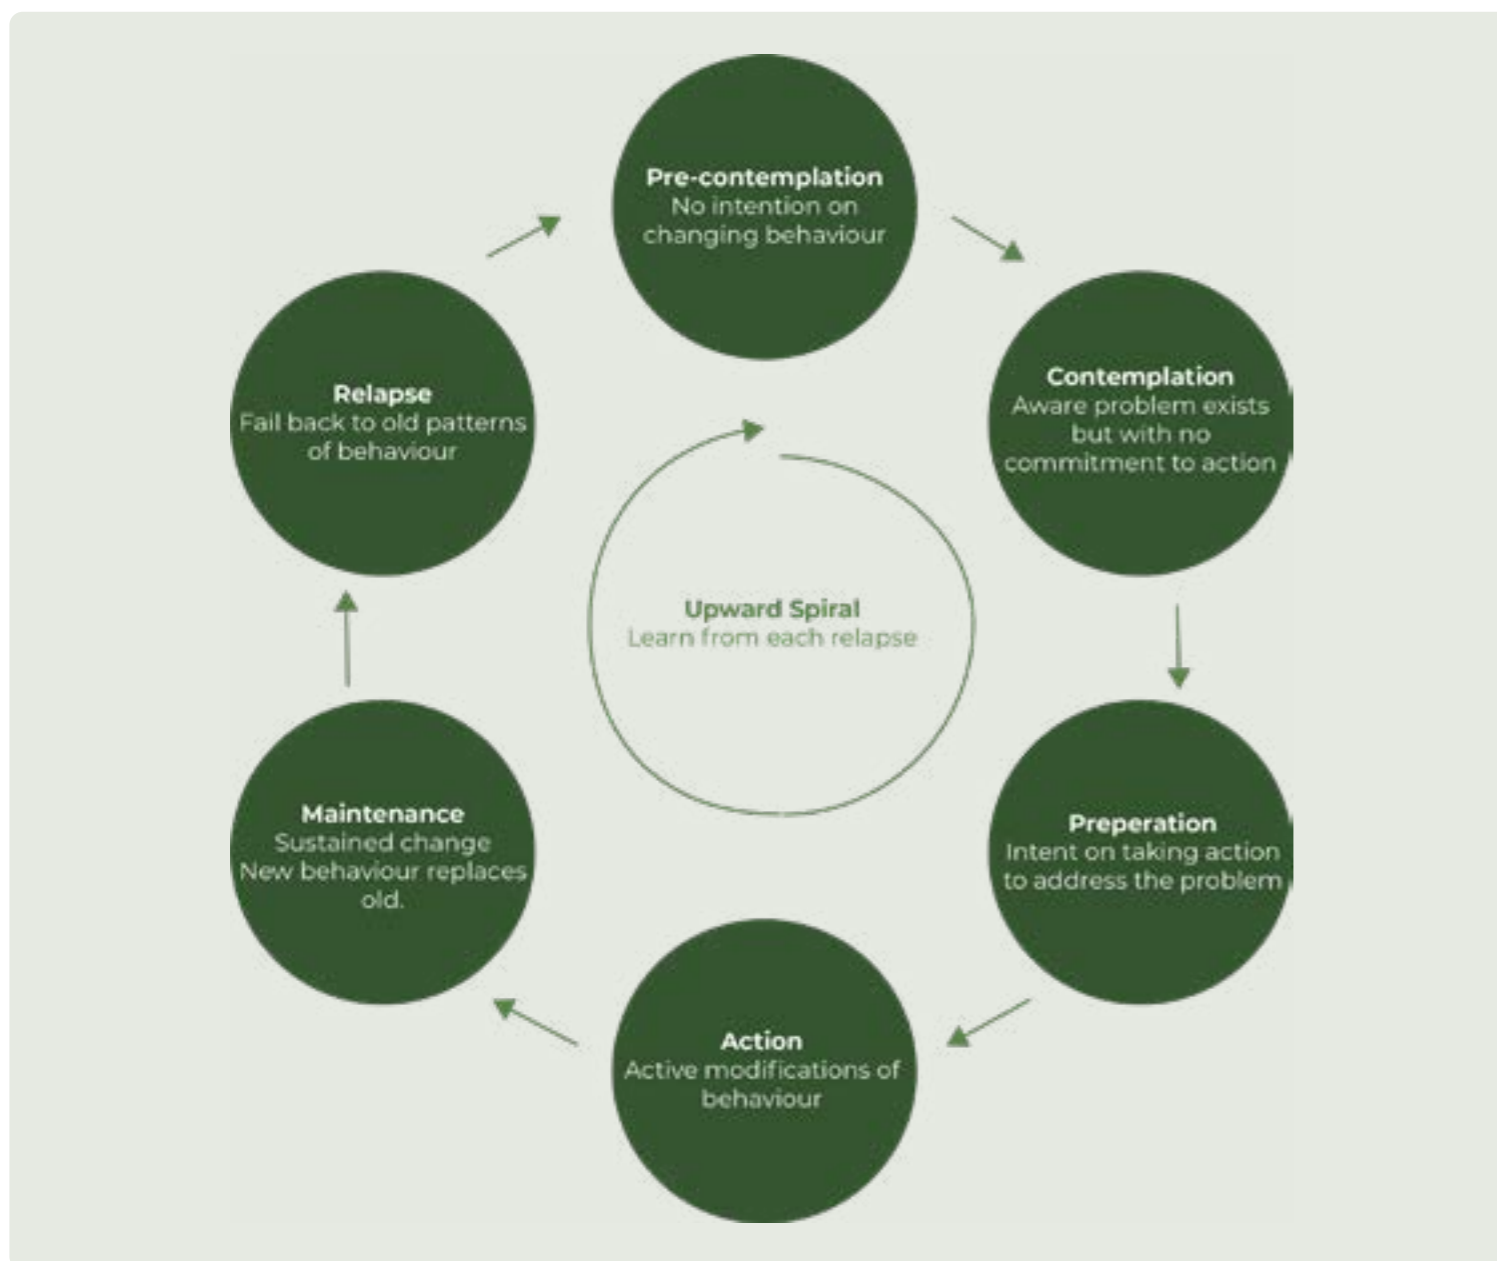 Pre-contemplation
No intention on
changing behaviour
Contemplation
Aware problem exists
but with no
commitment to action
Preperation
Intent on taking action
to address the problem
Action
Active modifications of
behaviour
Maintenance
Sustained change
New behaviour replaces
old.
Relapse
Fail back to old patterns
of behaviour
Upward Spiral
Learn from each relapse